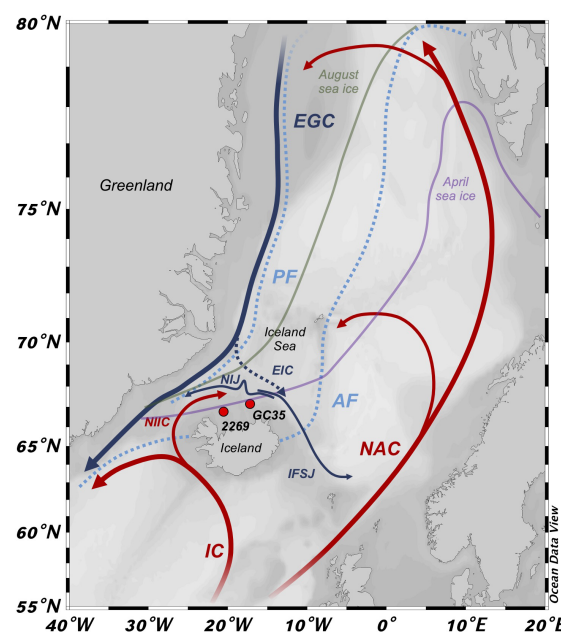 80˚N
August
sea ice
EGC
Greenland
April
sea ice
75˚N
PF
Iceland
Sea
70˚N
EIC
NIJ
AF
NIIC
GC35
2269
65˚N
Iceland
NAC
IFSJ
60˚N
IC
Ocean Data View
55˚N
40˚W
30˚W
20˚W
10˚W
0˚
10˚E
20˚E